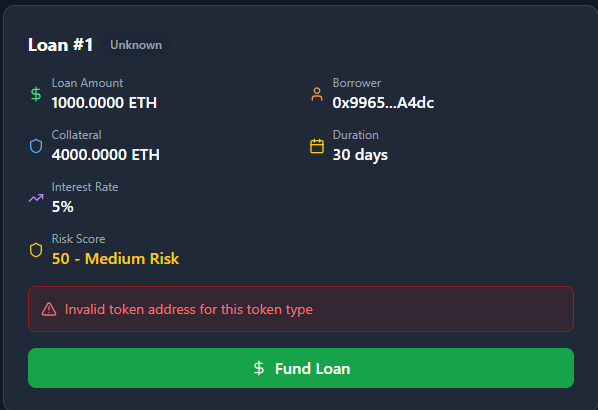 Loan #1 Unknown
Loan Amount
1000.0000 ETH
Borrower
0x9965...A4dc
Collateral
4000.0000 ETH
Duration
30 days
Interest Rate
5%
Risk Score
50 - Medium Risk
Invalid token address for this token type
Fund Loan